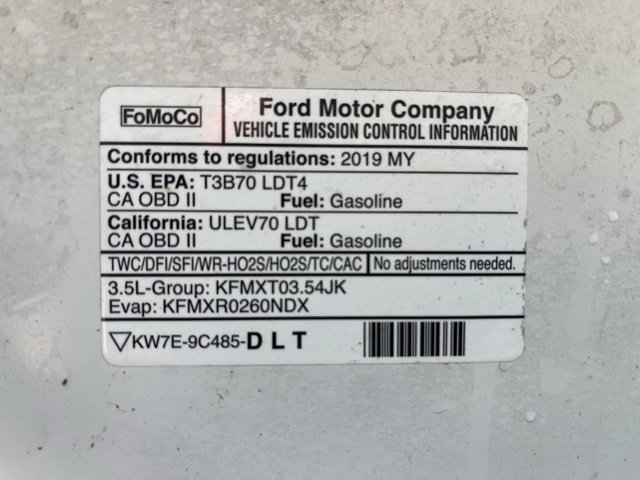 FoMoCo
Ford Motor Company
VEHICLE EMISSION CONTROL INFORMATION
Conforms to regulations: 2019 MY
U.S. EPA: T3B70 LDT4
CA OBD II Fuel: Gasoline
California: ULEV70 LDT
CA OBD II Fuel: Gasoline
TWC/DFI/SFI/WR-HO2S/HO2S/TC/CAC No adjustments needed.
3.5L-Group: KFMXT03.54JK
Evap: KFMXR0260NDX
KW7E-9C485-DLT